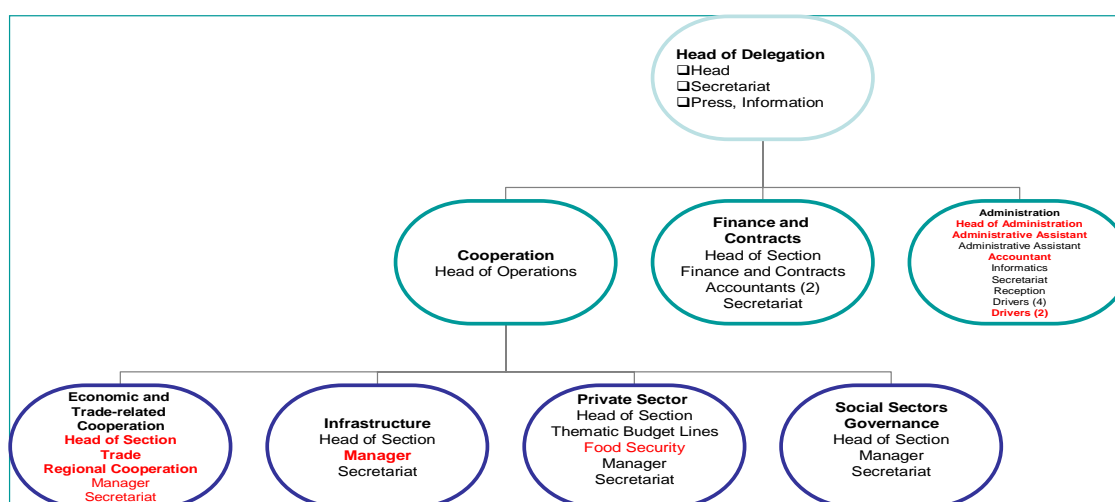 Head of Delegation
❑Head
❑Secretariat
❑Press, Information
Cooperation
Head of Operations
Finance and
Contracts
Head of Section
Finance and Contracts
Accountants (2)
Secretariat
Administration
Head of Administration
Administrative Assistant
Administrative Assistant
Accountant
Informatics
Secretariat
Reception
Drivers (4)
Drivers (2)
Economic and
Trade-related
Cooperation
Head of Section
Trade
Regional Cooperation
Manager
Secretariat
Infrastructure
Head of Section
Manager
Secretariat
Private Sector
Head of Section
Thematic Budget Lines
Food Security
Manager
Secretariat
Social Sectors
Governance
Head of Section
Manager
Secretariat